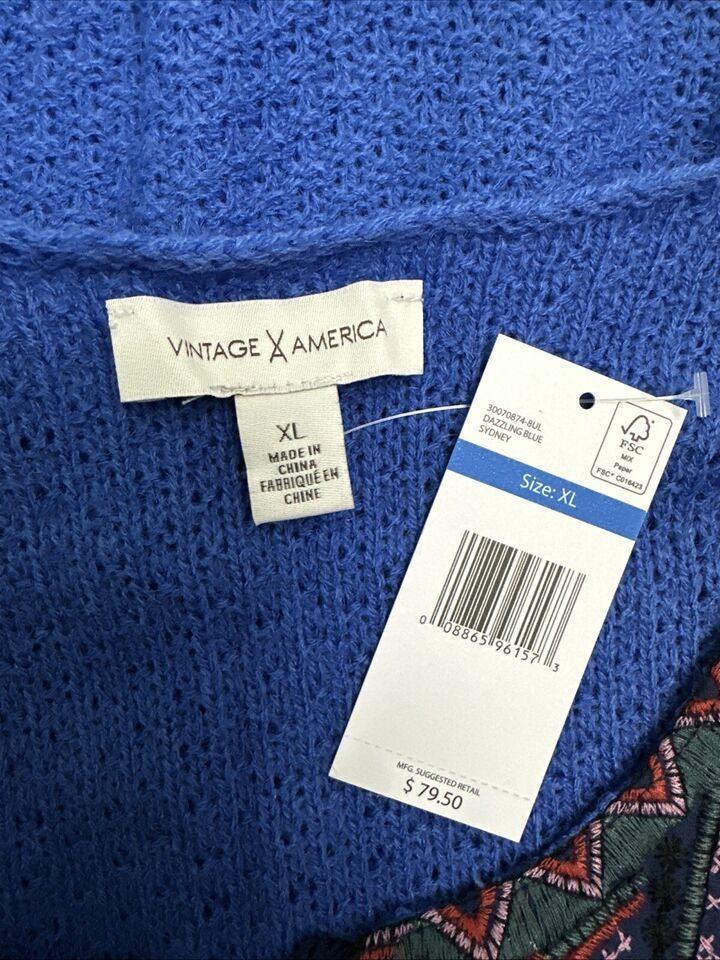 VINTAGE AMERICA
XL
MADE IN
CHINA
FABRIQUÉ EN
CHINE
30070874-8UL
DAZZLING BLUE
SYDNEY
FSC
MIX
Paper
FSC® C016423
Size: XL
0 08865 96157 3
MFG. SUGGESTED RETAIL
$ 79.50